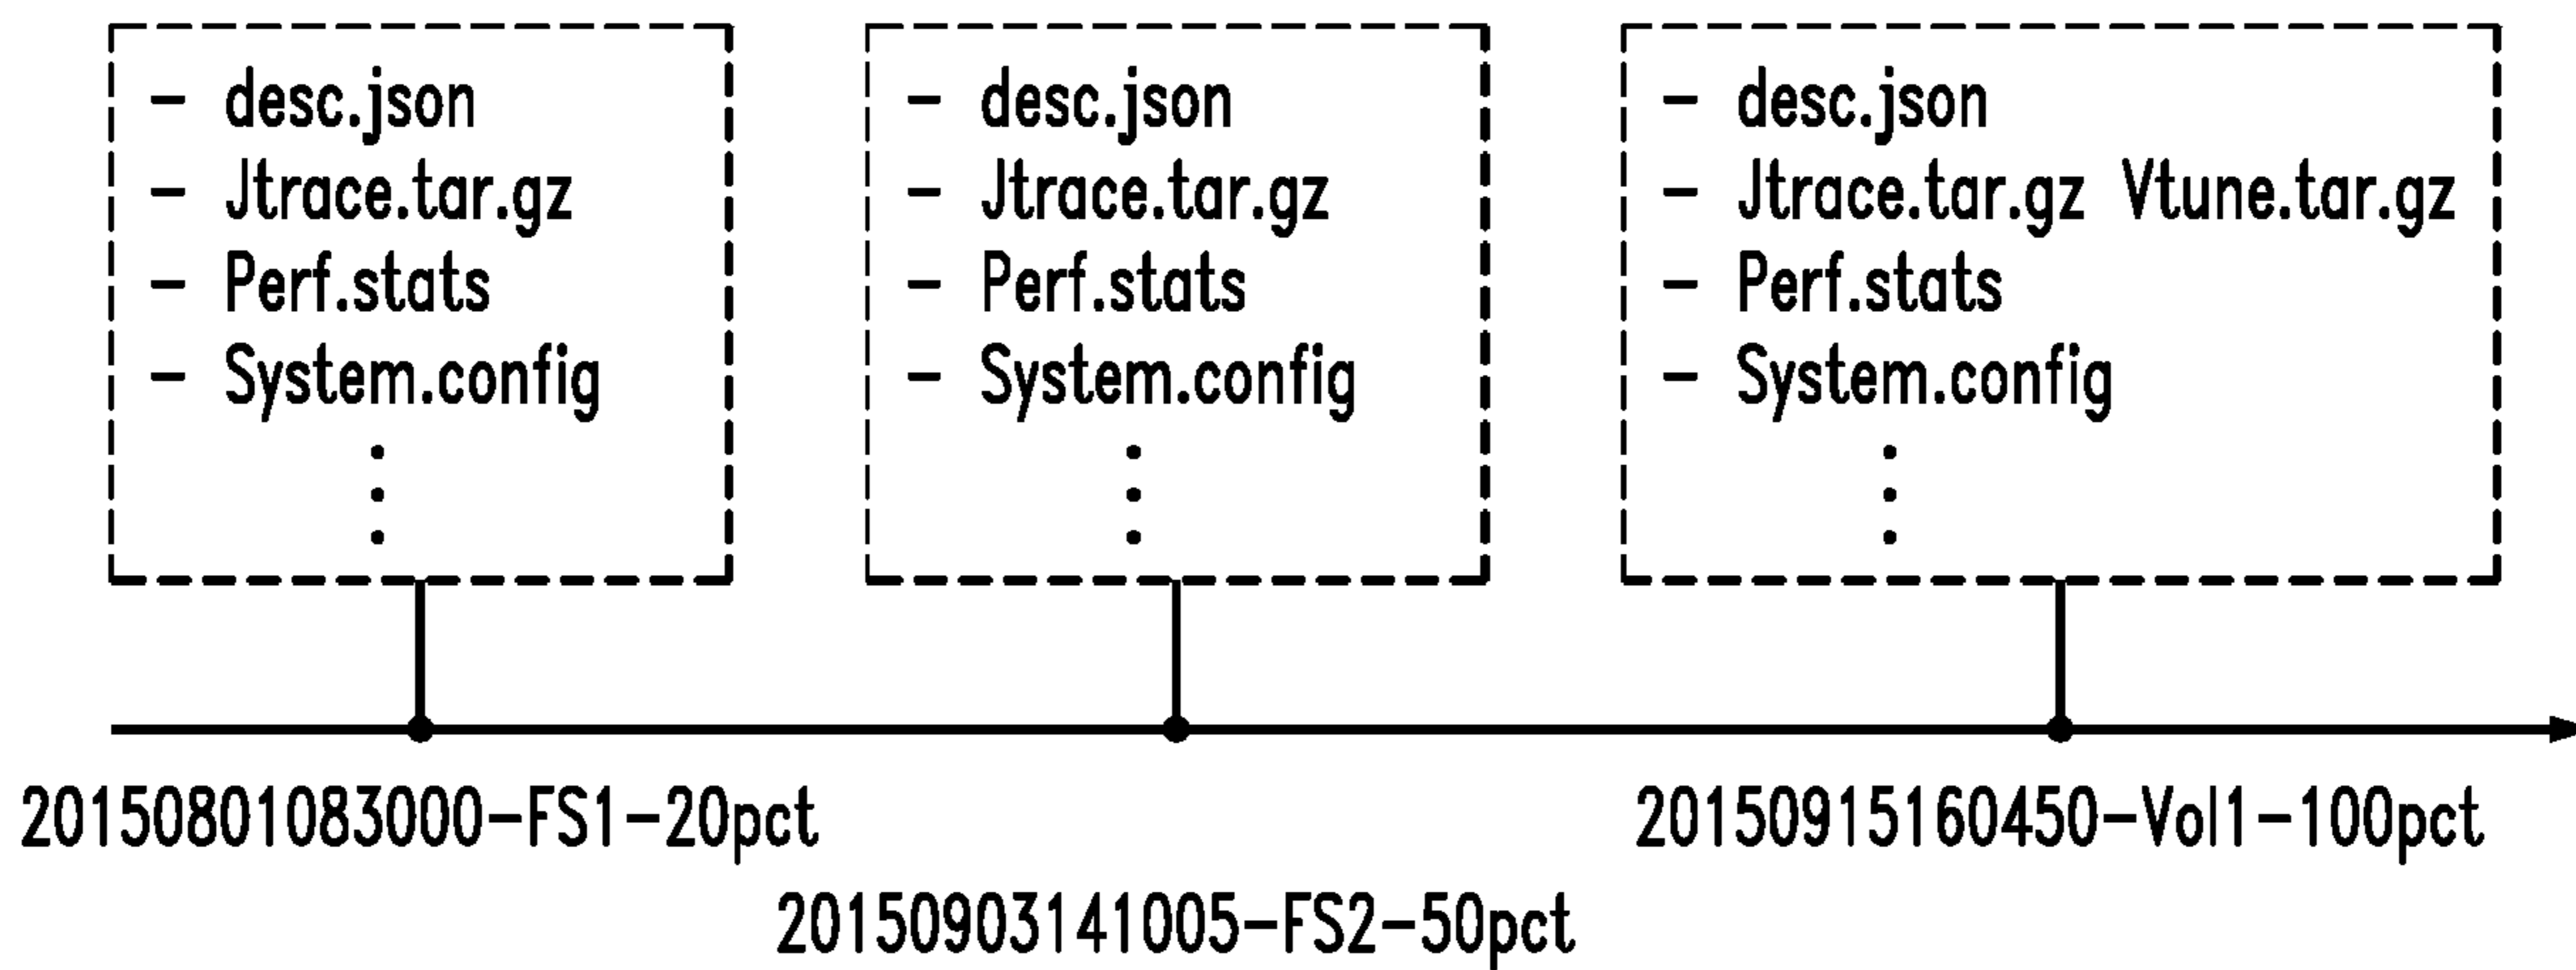 - desc.json
- Jtrace.tar.gz
- Perf.stats
- System.config
- desc.json
- Jtrace.tar.gz
- Perf.stats
- System.config
- desc.json
- Jtrace.tar.gz Vtune.tar.gz
- Perf.stats
- System.config
20150801083000-FS1-20pct
20150903141005-FS2-50pct
20150915160450-Vol1-100pct